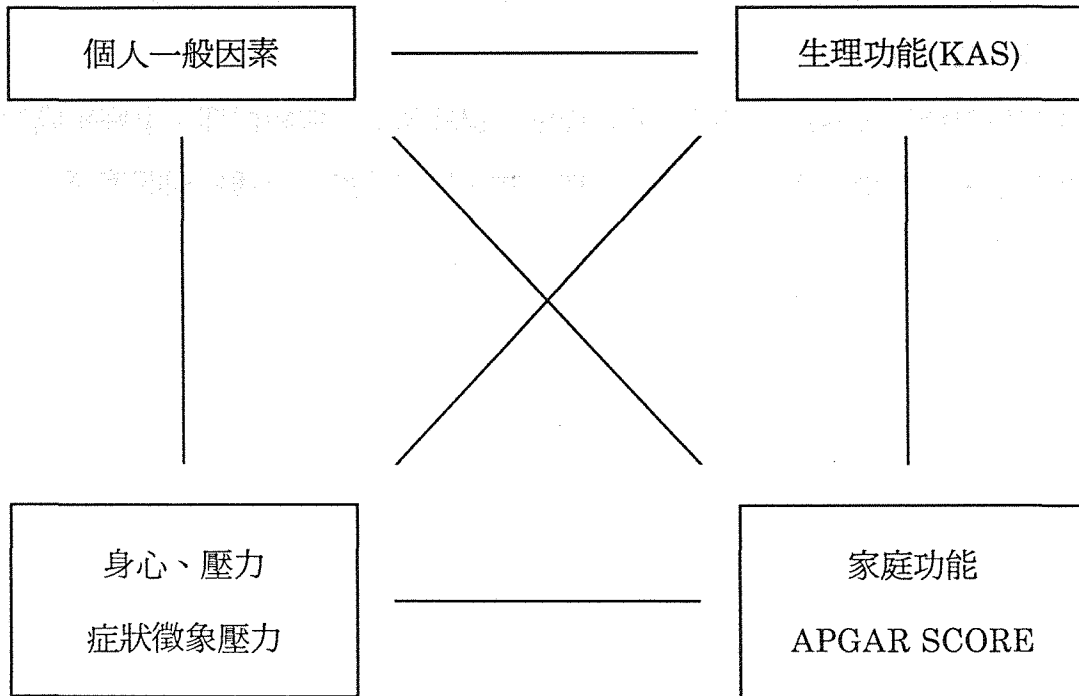 個人一般因素
生理功能(KAS)
身心、壓力
症狀徵象壓力
家庭功能
APGAR SCORE